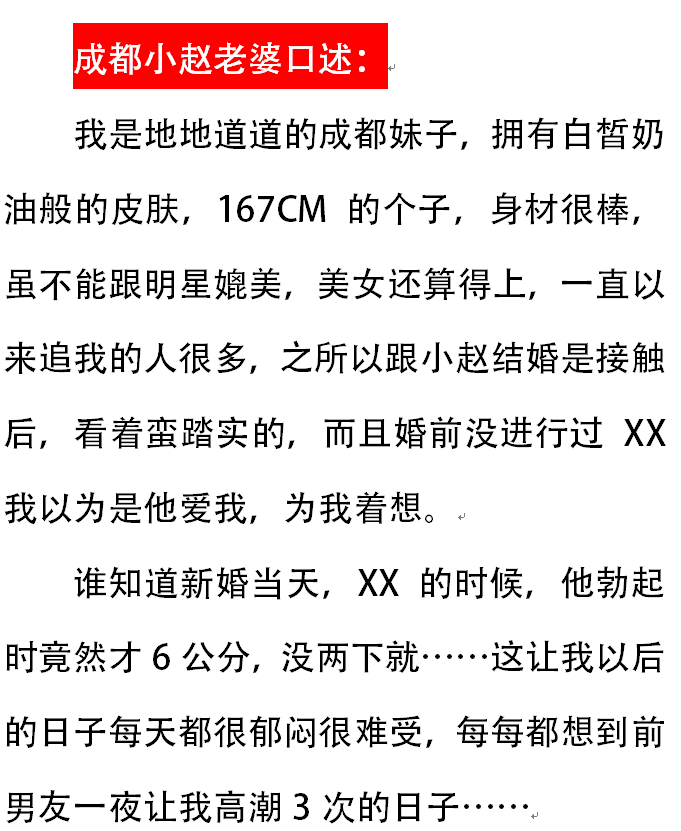 成都小赵老婆口述：
我是地地道道的成都妹子，拥有白皙奶
油般的皮肤，167CM 的个子，身材很棒，
虽不能跟明星媲美，美女还算得上，一直以
来追我的人很多，之所以跟小赵结婚是接触
后，看着蛮踏实的，而且婚前没进行过 XX
我以为是他爱我，为我着想。
谁知道新婚当天，XX 的时候，他勃起
时竟然才 6 公分，没两下就……这让我以后
的日子每天都很郁闷很难受，每每都想到前
男友一夜让我高潮 3 次的日子……